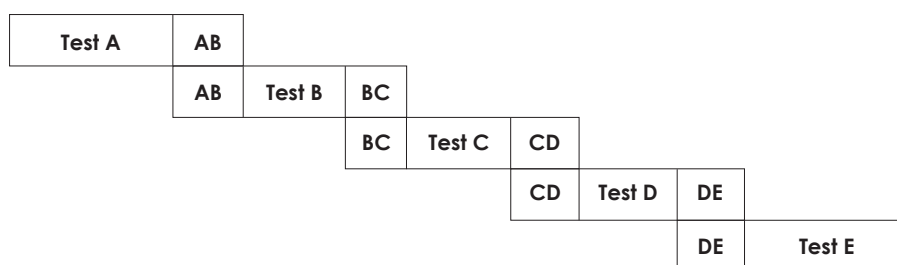 Test A AB
AB Test B BC
BC Test C CD
CD Test D DE
DE Test E